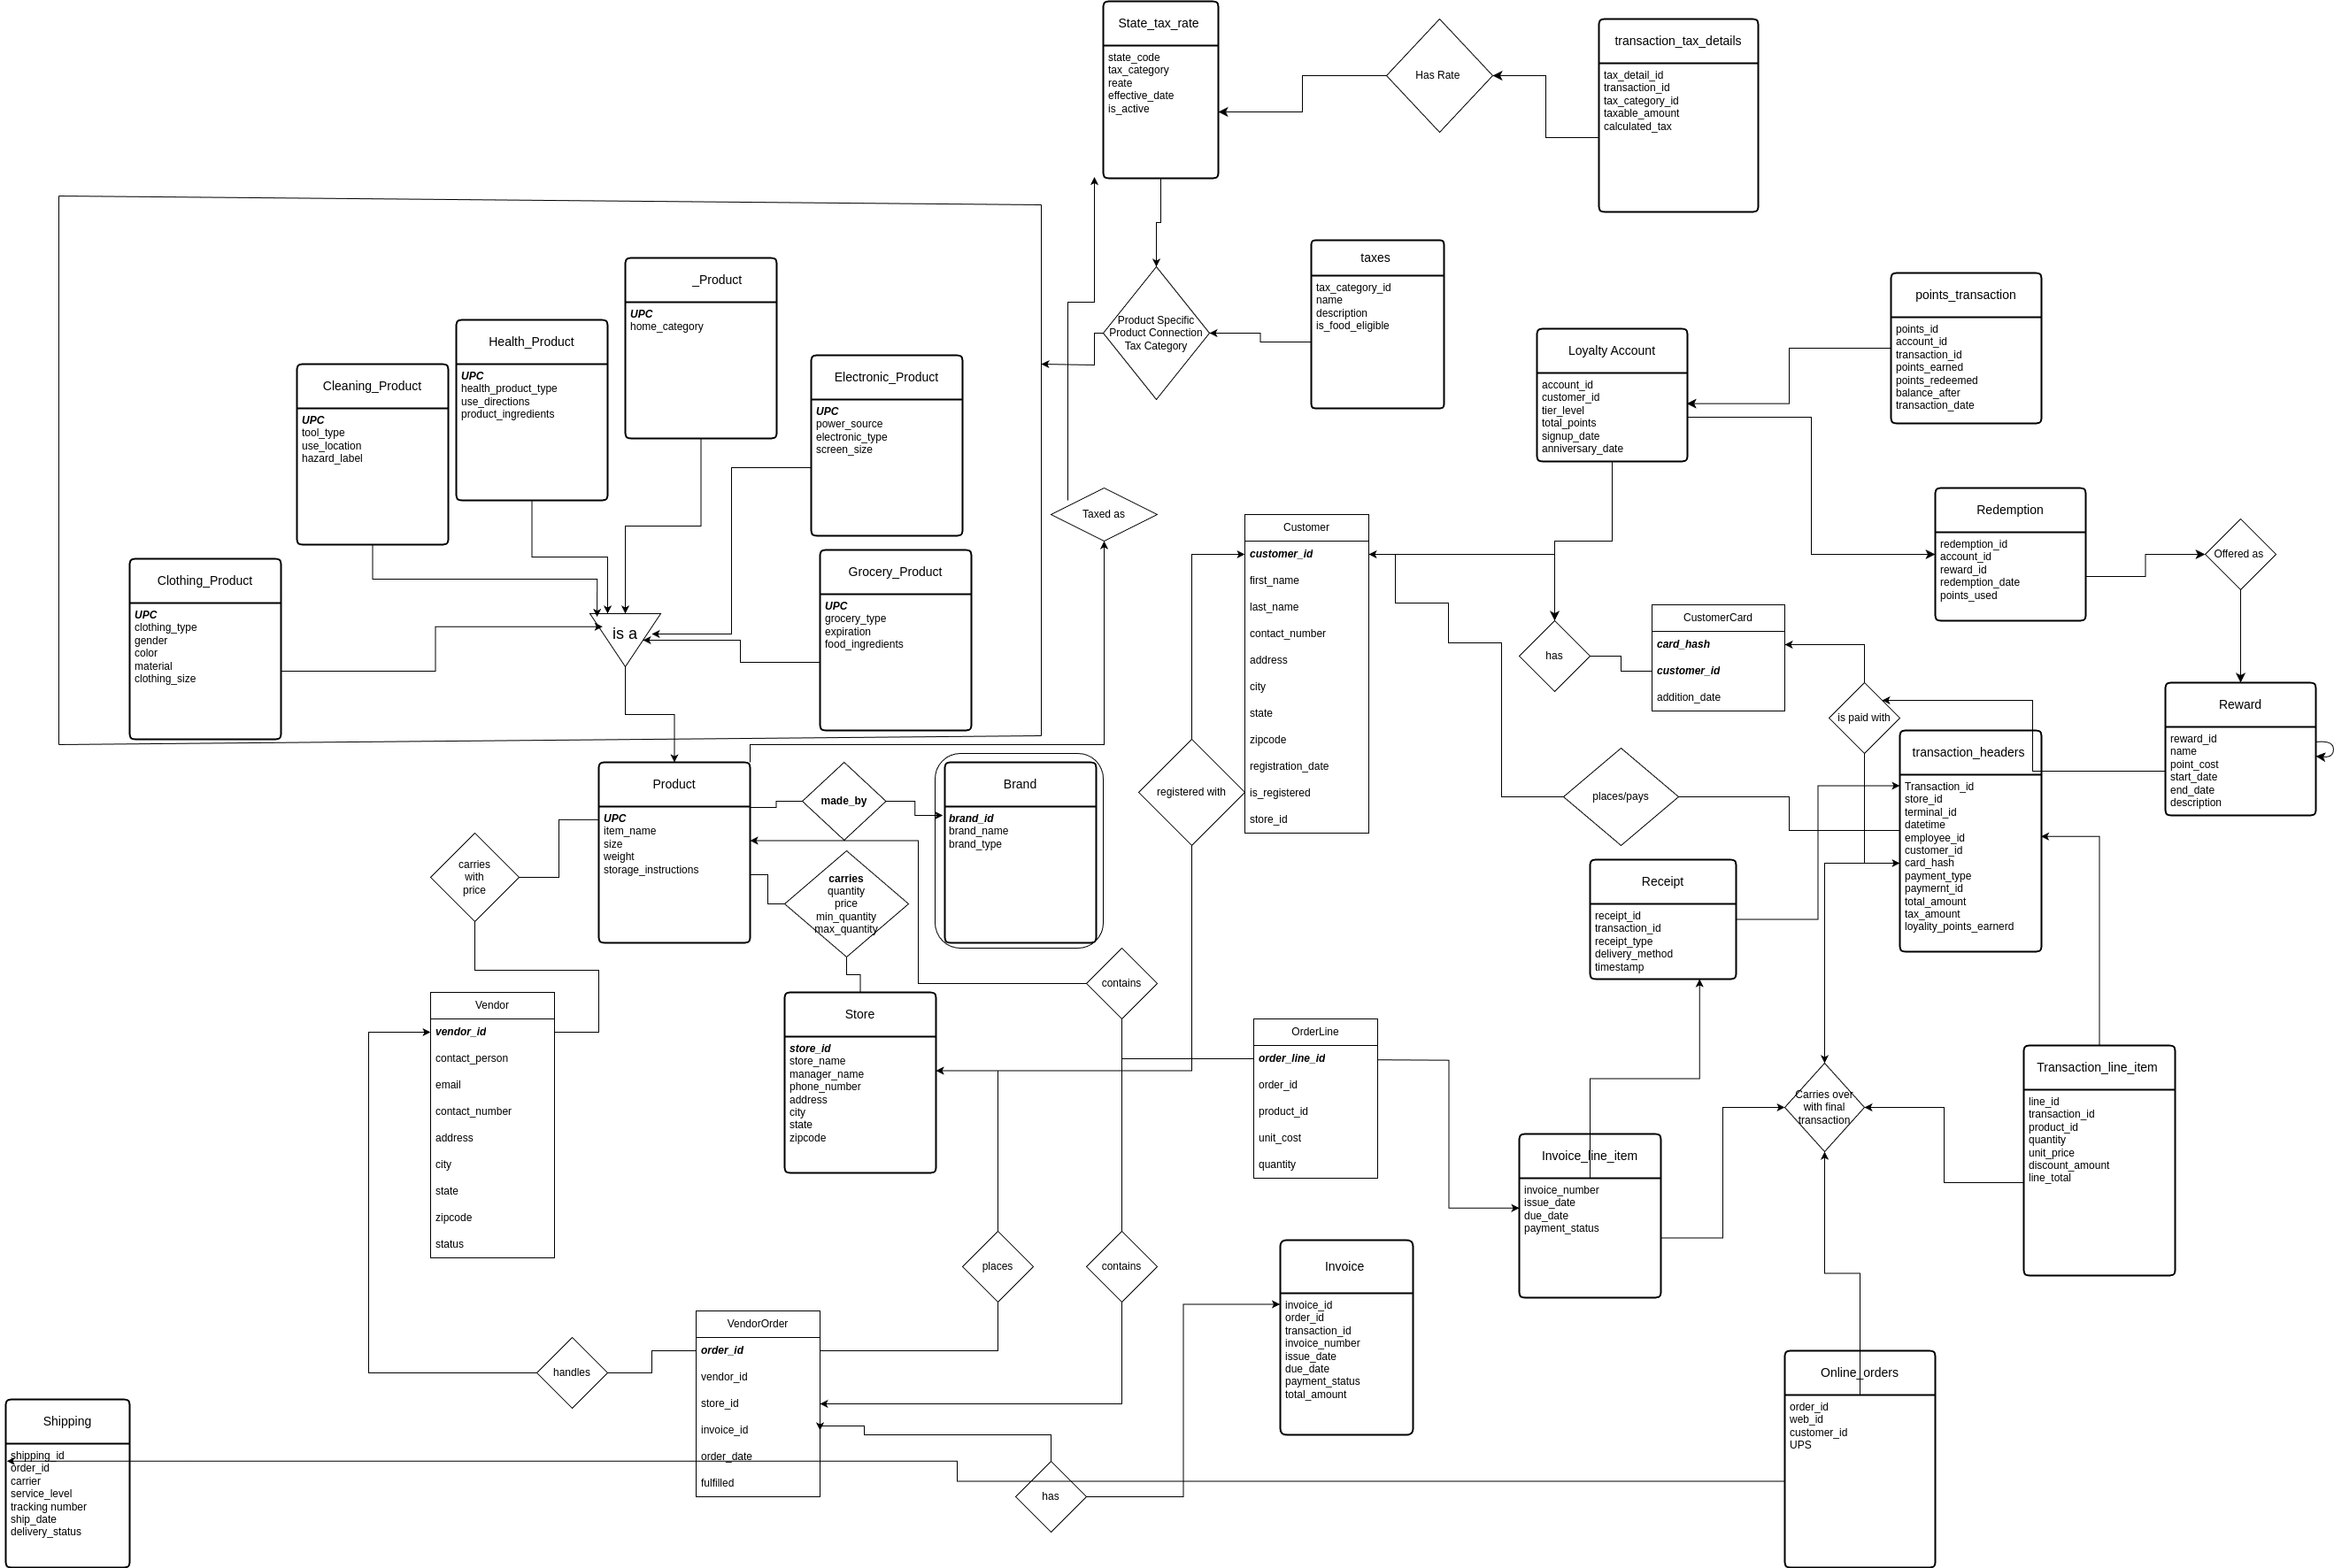 State_tax_rate
state_code
tax_category
reate
effective_date
is_active
Has Rate
transaction_tax_details
tax_detail_id
transaction_id
tax_category_id
taxable_amount
calculated_tax
_Product
UPC
home_category
Product Specific
Product Connection
Tax Category
taxes
tax_category_id
name
description
is_food_eligible
points_transaction
points_id
account_id
transaction_id
points_earned
points_redeemed
balance_after
transaction_date
Health_Product
UPC
health_product_type
use_directions
product_ingredients
Loyalty Account
account_id
customer_id
tier_level
total_points
signup_date
anniversary_date
Cleaning_Product
UPC
tool_type
use_location
hazard_label
Electronic_Product
UPC
power_source
electronic_type
screen_size
Taxed as
Customer
customer_id
first_name
last_name
contact_number
address
city
state
zipcode
registration_date
is_registered
store_id
Redemption
redemption_id
account_id
reward_id
redemption_date
points_used
Offered as
Clothing_Product
UPC
clothing_type
gender
color
material
clothing_size
is a
Grocery_Product
UPC
grocery_type
expiration
food_ingredients
has
CustomerCard
card_hash
customer_id
addition_date
is paid with
Reward
reward_id
name
point_cost
start_date
end_date
description
Product
UPC
item_name
size
weight
storage_instructions
made_by
Brand
brand_id
brand_name
brand_type
registered with
places/pays
transaction_headers
Transaction_id
store_id
terminal_id
datetime
employee_id
customer_id
card_hash
payment_type
paymernt_id
total_amount
tax_amount
loyality_points_earnerd
carries
with
price
carries
quantity
price
min_quantity
max_quantity
Receipt
receipt_id
transaction_id
receipt_type
delivery_method
timestamp
contains
Vendor
vendor_id
contact_person
email
contact_number
address
city
state
zipcode
status
Store
store_id
store_name
manager_name
phone_number
address
city
state
zipcode
OrderLine
order_line_id
order_id
product_id
unit_cost
quantity
Carries over
with final
transaction
Transaction_line_item
line_id
transaction_id
product_id
quantity
unit_price
discount_amount
line_total
Invoice_line_item
invoice_number
issue_date
due_date
payment_status
places
contains
Invoice
invoice_id
order_id
transaction_id
invoice_number
issue_date
due_date
payment_status
total_amount
handles
VendorOrder
order_id
vendor_id
store_id
invoice_id
order_date
fulfilled
Online_orders
order_id
web_id
customer_id
UPS
Shipping
shipping_id
order_id
carrier
service_level
tracking number
ship_date
delivery_status
has